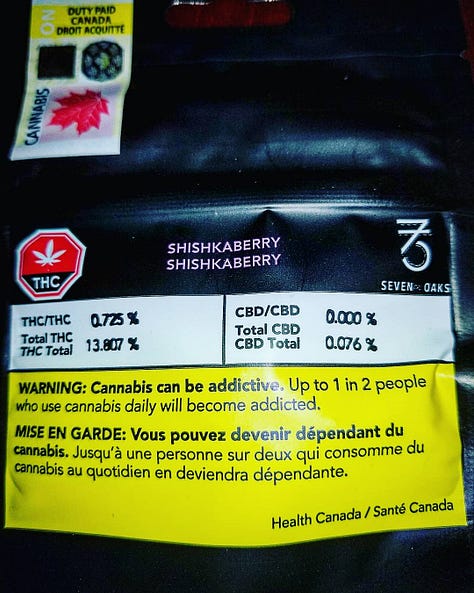 ON
DUTY PAID
CANADA
DROIT ACQUITTÉ
CANNABIS
THC
SHISHKABERRY
SHISHKABERRY
SEVEN OAKS
THC/THC 0.725 %
Total THC
THC Total 13.807 %
CBD/CBD 0.000 %
Total CBD
CBD Total 0.076 %
WARNING: Cannabis can be addictive. Up to 1 in 2 people
who use cannabis daily will become addicted.
MISE EN GARDE: Vous pouvez devenir dépendant du
cannabis. Jusqu'à une personne sur deux qui consomme du
cannabis au quotidien en deviendra dépendante.
Health Canada / Santé Canada